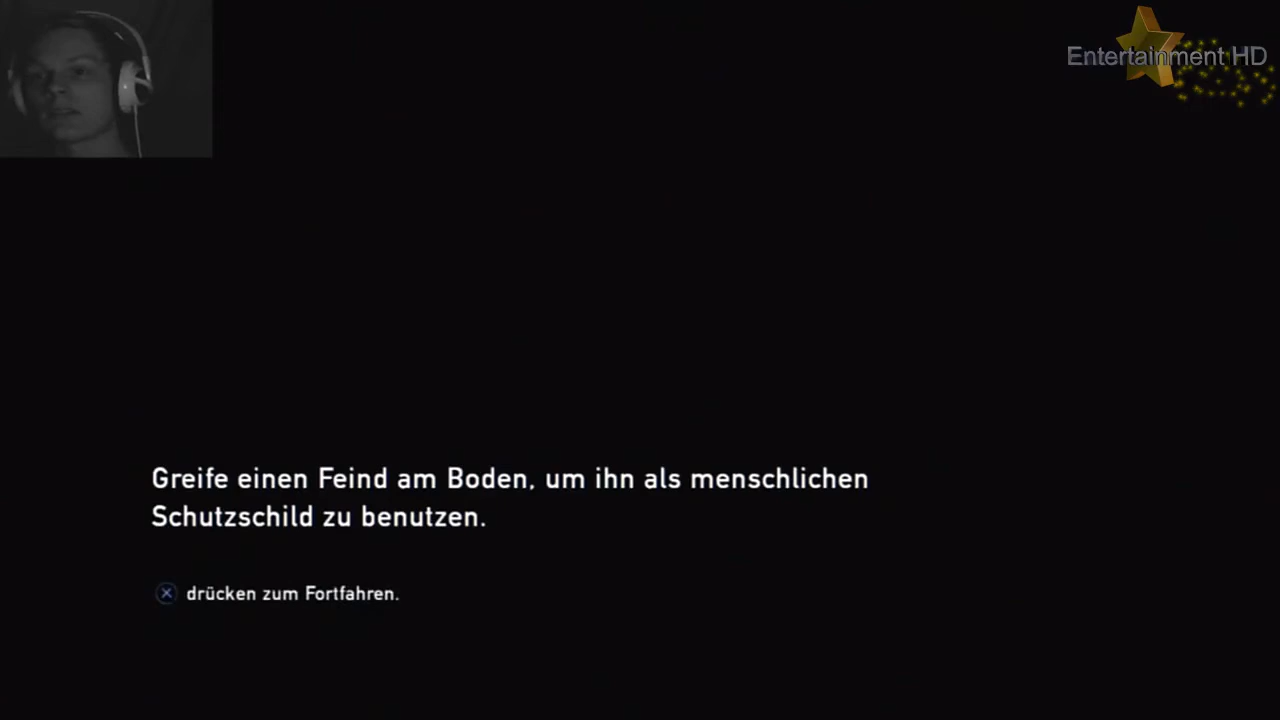 Entertainment HD
Greife einen Feind am Boden, um ihn als menschlichen
Schutzschild zu benutzen.
drücken zum Fortfahren.